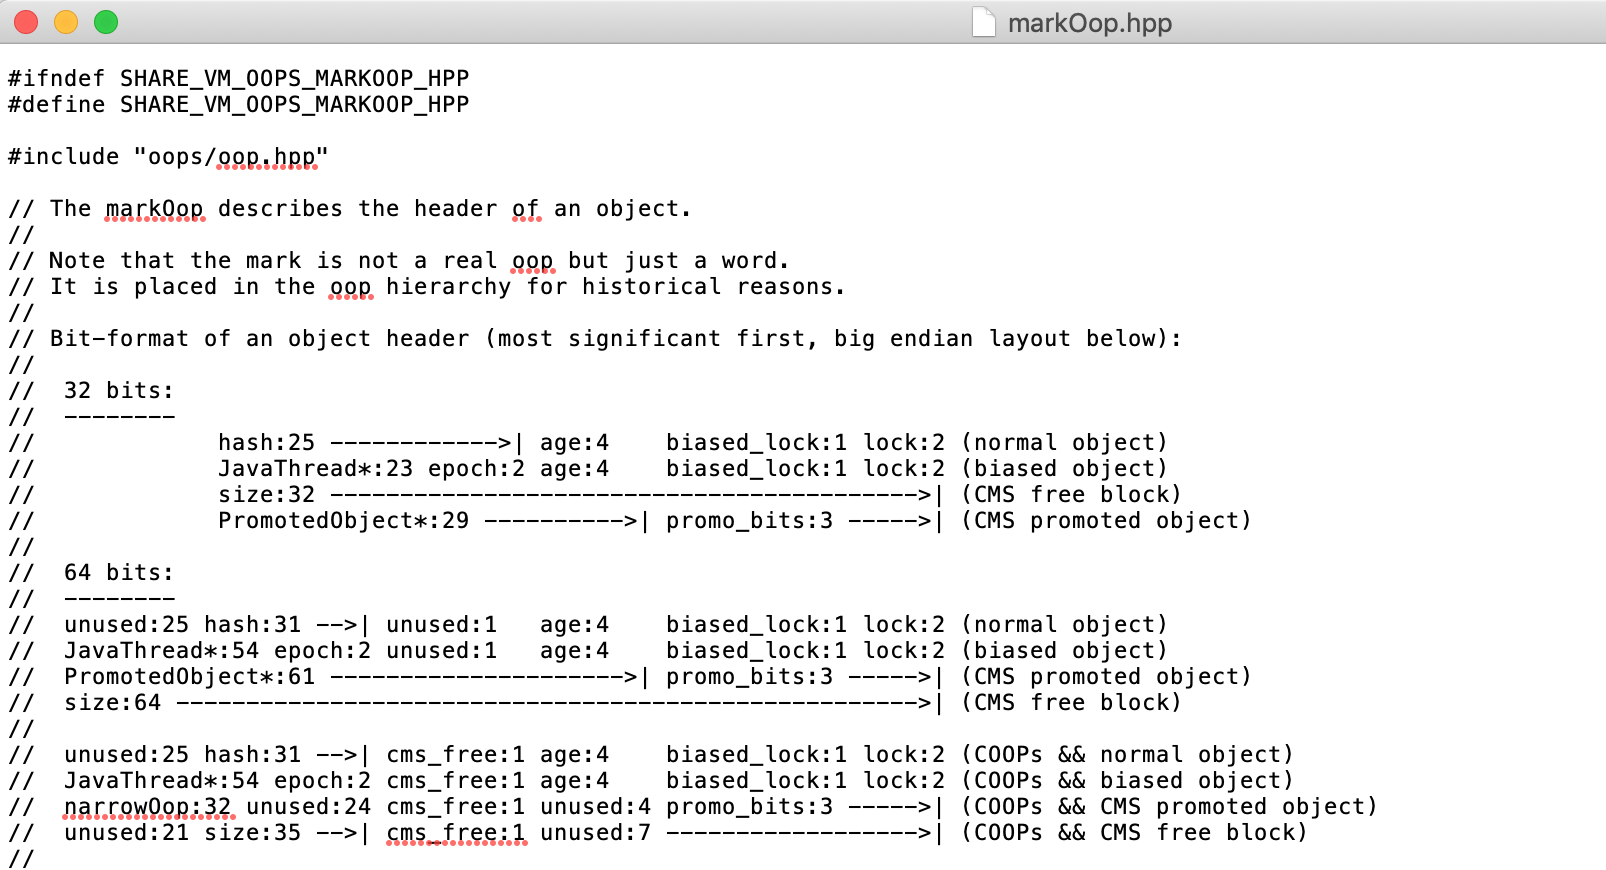 markOop.hpp
#ifndef SHARE_VM_OOPS_MARKOOP_HPP
#define SHARE_VM_OOPS_MARKOOP_HPP
#include "oops/oop.hpp"
// The markOop describes the header of an object.
//
// Note that the mark is not a real oop but just a word.
// It is placed in the oop hierarchy for historical reasons.
//
// Bit-format of an object header (most significant first, big endian layout below):
//
//  32 bits:
//  --------
//             hash:25 ------------>| age:4    biased_lock:1 lock:2 (normal object)
//             JavaThread*:23 epoch:2 age:4    biased_lock:1 lock:2 (biased object)
//             size:32 ------------------------------------------>| (CMS free block)
//             PromotedObject*:29 ---------->| promo_bits:3 ----->| (CMS promoted object)
//
//  64 bits:
//  --------
//  unused:25 hash:31 -->| unused:1   age:4    biased_lock:1 lock:2 (normal object)
//  JavaThread*:54 epoch:2 unused:1   age:4    biased_lock:1 lock:2 (biased object)
//  PromotedObject*:61 --------------------->| promo_bits:3 ----->| (CMS promoted object)
//  size:64 ----------------------------------------------------->| (CMS free block)
//
//  unused:25 hash:31 -->| cms_free:1 age:4    biased_lock:1 lock:2 (COOPs && normal object)
//  JavaThread*:54 epoch:2 cms_free:1 age:4    biased_lock:1 lock:2 (COOPs && biased object)
//  narrowOop:32 unused:24 cms_free:1 unused:4 promo_bits:3 ----->| (COOPs && CMS promoted object)
//  unused:21 size:35 -->| cms_free:1 unused:7 ------------------>| (COOPs && CMS free block)
//